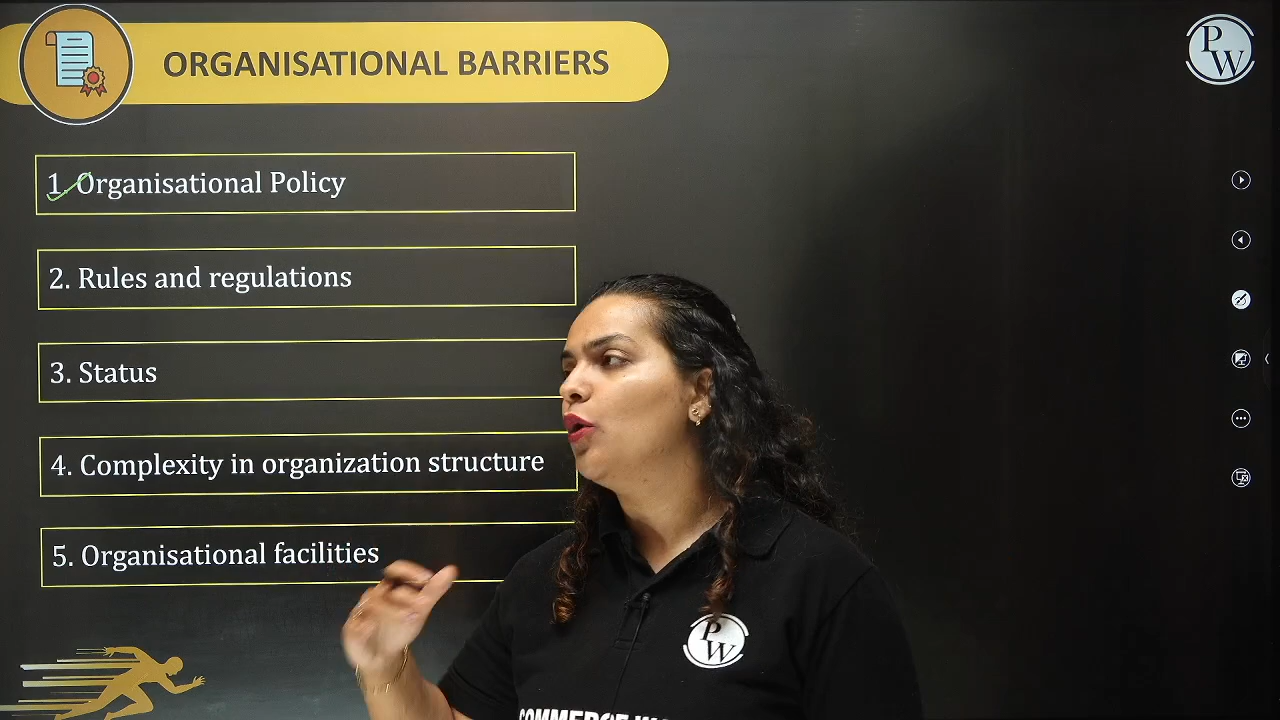 ORGANISATIONAL BARRIERS
PW
1. Organisational Policy
2. Rules and regulations
3. Status
4. Complexity in organization structure
5. Organisational facilities
PW
COMMERCE